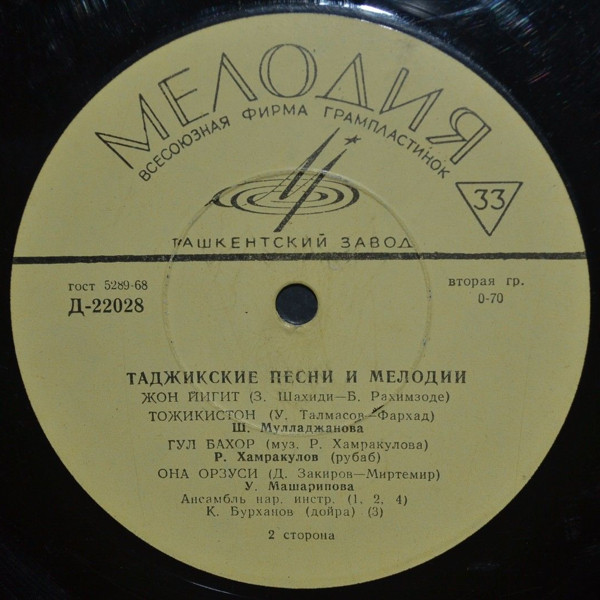 МЕЛОДИЯ
ВСЕСОЮЗНАЯ ФИРМА ГРАМПЛАСТИНОК
33
ТАШКЕНТСКИЙ ЗАВОД
гост 5289-68
Д-22028
вторая гр.
0-70
ТАДЖИКСКИЕ ПЕСНИ И МЕЛОДИИ
ЖОН ЙИГИТ (З. Шахиди—Б. Рахимзоде)
ТОҶИКИСТОН (У. Талмасов—Фархад)
Ш. Мулладжанова
ГУЛ БАХОР (муз. Р. Хамракулова)
Р. Хамракулов (рубаб)
ОНА ОРЗУСИ (Д. Закиров—Миртемир)
У. Машарипова
Ансамбль нар. инстр. (1, 2, 4)
К. Бурханов (дойра) (3)
2 сторона